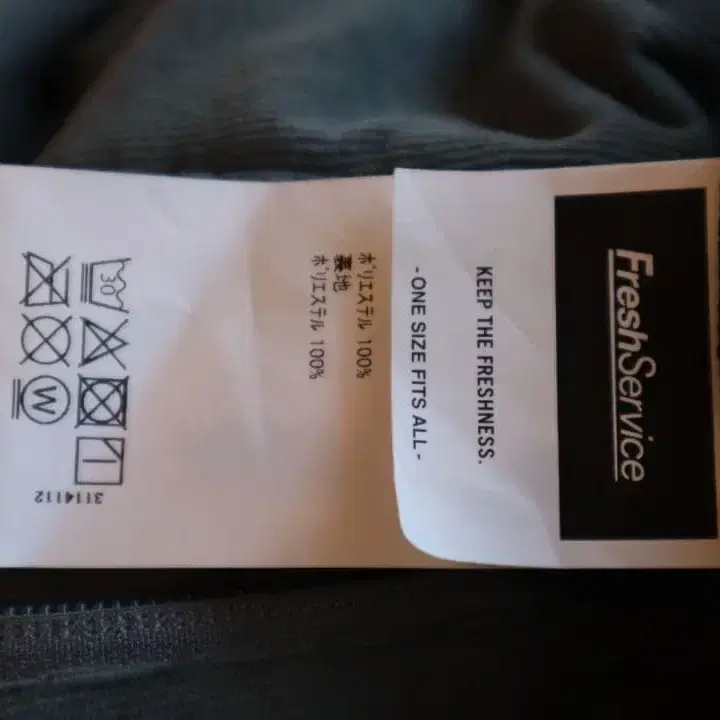 FreshService
KEEP THE FRESHNESS.
-ONE SIZE FITS ALL-
ﾎﾟﾘｴｽﾃﾙ 100%
裏地
ﾎﾟﾘｴｽﾃﾙ 100%
30
W